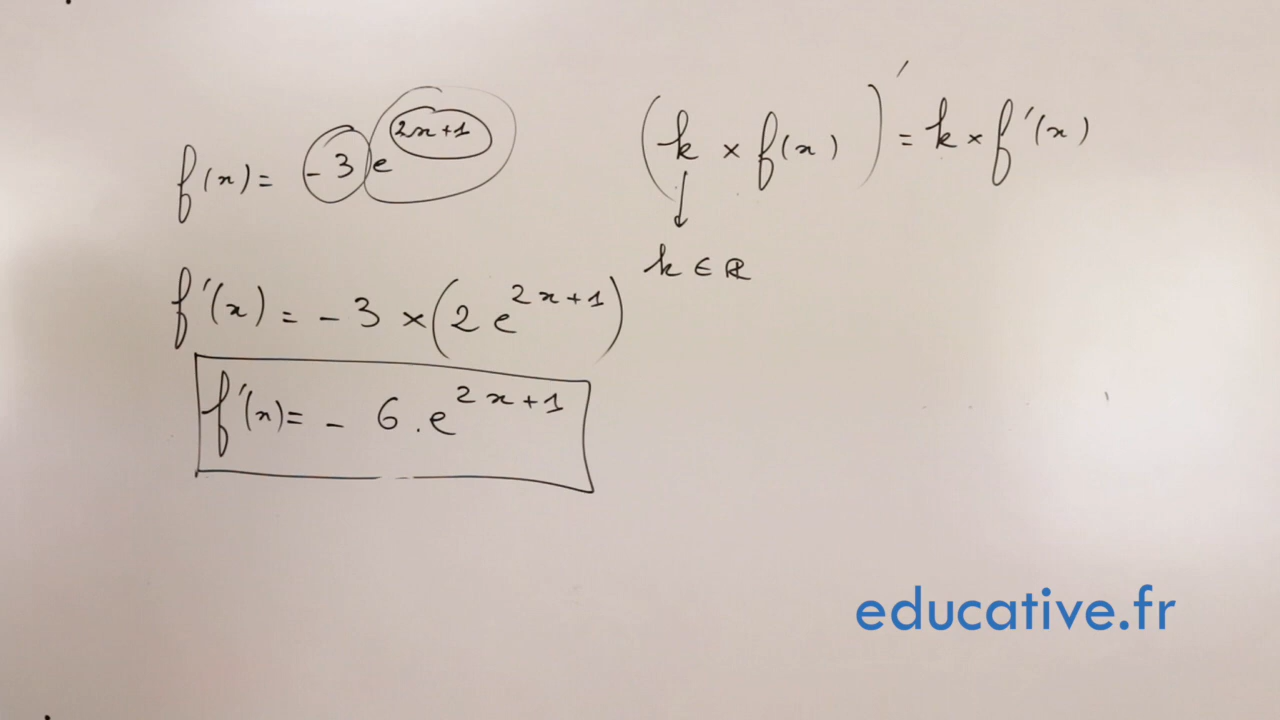 f(x) = -3 e^{2x+1}
(k × f(x))' = k × f'(x)
k ∈ ℝ
f'(x) = -3 × (2 e^{2x+1})
f'(x) = - 6 . e^{2x+1}
educative.fr